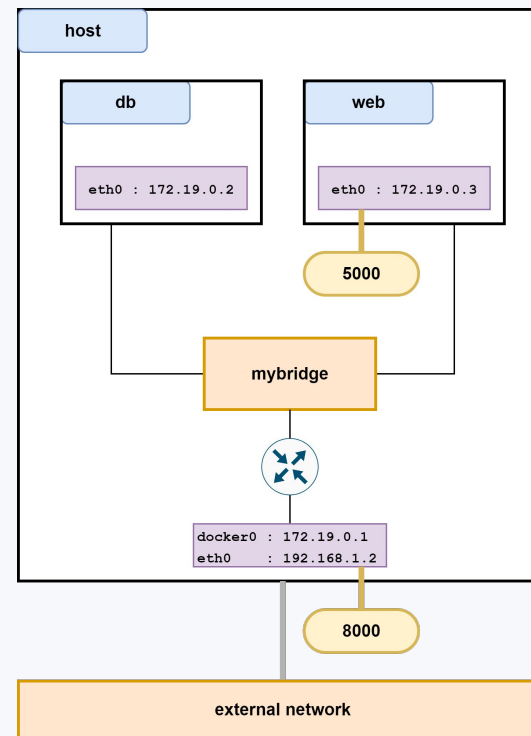 host
db
web
eth0 : 172.19.0.2
eth0 : 172.19.0.3
5000
mybridge
docker0 : 172.19.0.1
eth0    : 192.168.1.2
8000
external network